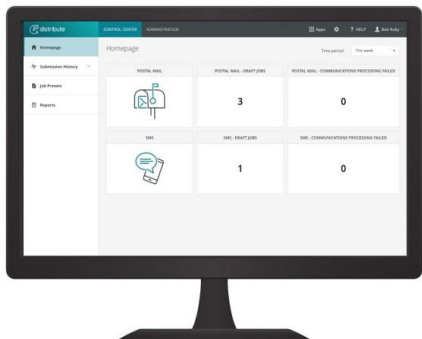 distribute
CONTROL CENTER ADMINISTRATION
Apps ? HELP Bob Ruby
Homepage
Submission History
Job Presets
Reports
Homepage
Time period: This week
POSTAL MAIL
POSTAL MAIL - DRAFT JOBS
POSTAL MAIL - COMMUNICATIONS PROCESSING FAILED
3
0
SMS
SMS - DRAFT JOBS
SMS - COMMUNICATIONS PROCESSING FAILED
1
0